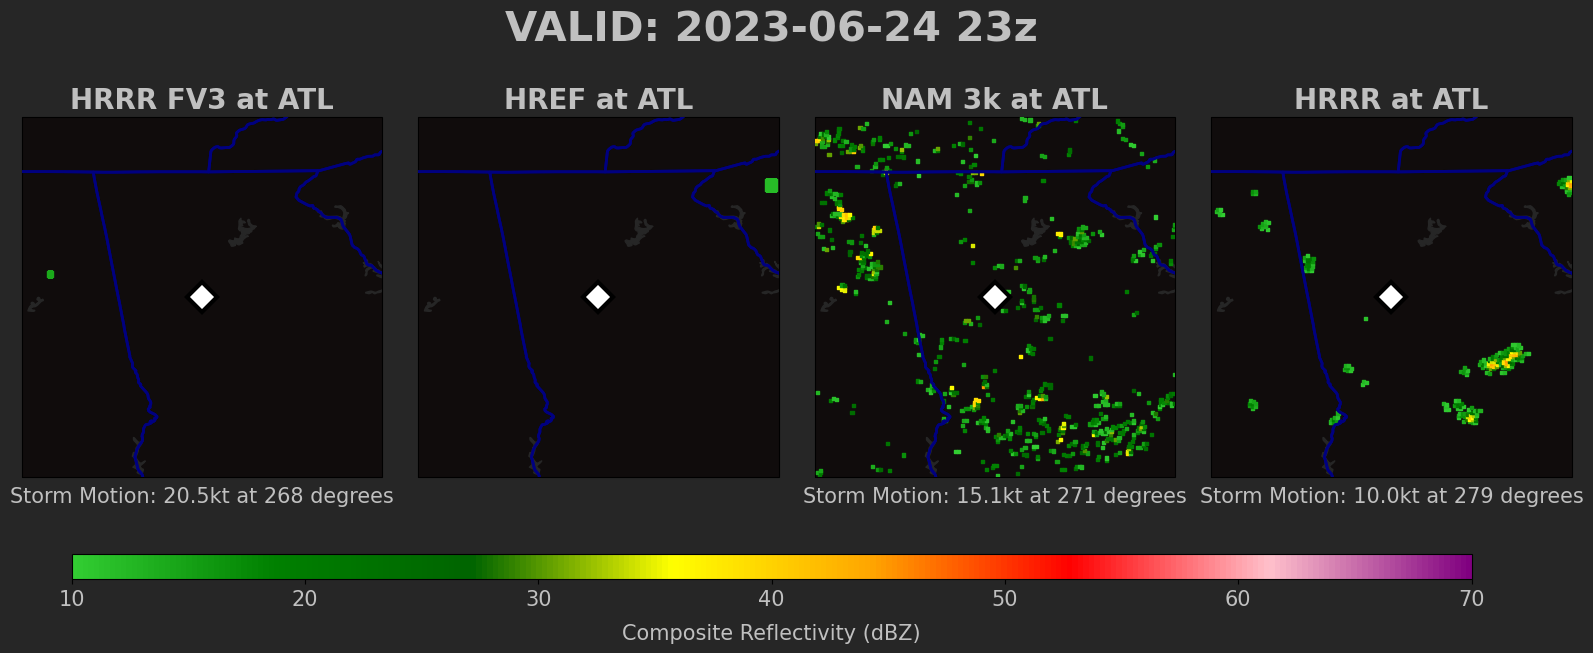 VALID: 2023-06-24 23z
HRRR FV3 at ATL
HREF at ATL
NAM 3k at ATL
HRRR at ATL
Storm Motion: 20.5kt at 268 degrees
Storm Motion: 15.1kt at 271 degrees
Storm Motion: 10.0kt at 279 degrees
10 20 30 40 50 60 70
Composite Reflectivity (dBZ)